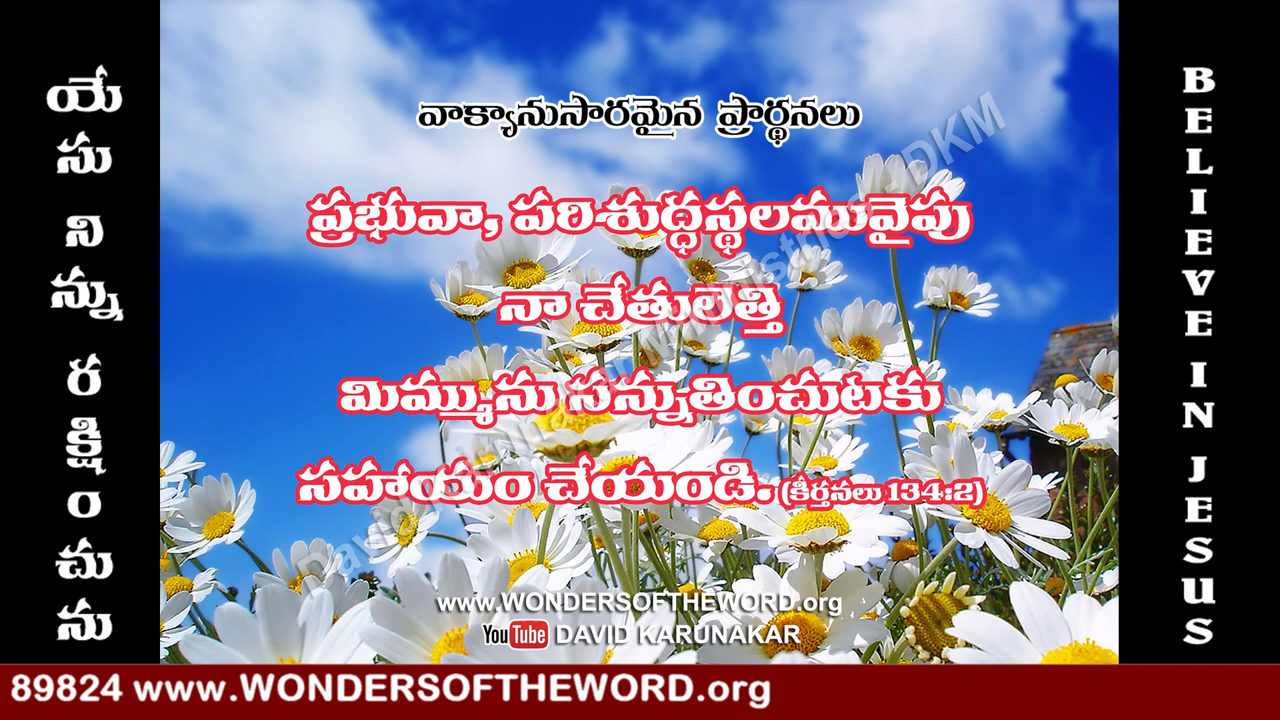 యేసు నిన్ను రక్షించును
వాక్యానుసారమైన ప్రార్థనలు
ప్రభువా, పరిశుద్ధస్థలమువైపు
నా చేతులెత్తి
మిమ్మును సన్నుతించుటకు
సహాయం చేయండి. (కీర్తనలు 134:2)
www.WONDERSOFTHEWORD.org
YouTube DAVID KARUNAKAR
BELIEVE IN JESUS
89824 www.WONDERSOFTHEWORD.org